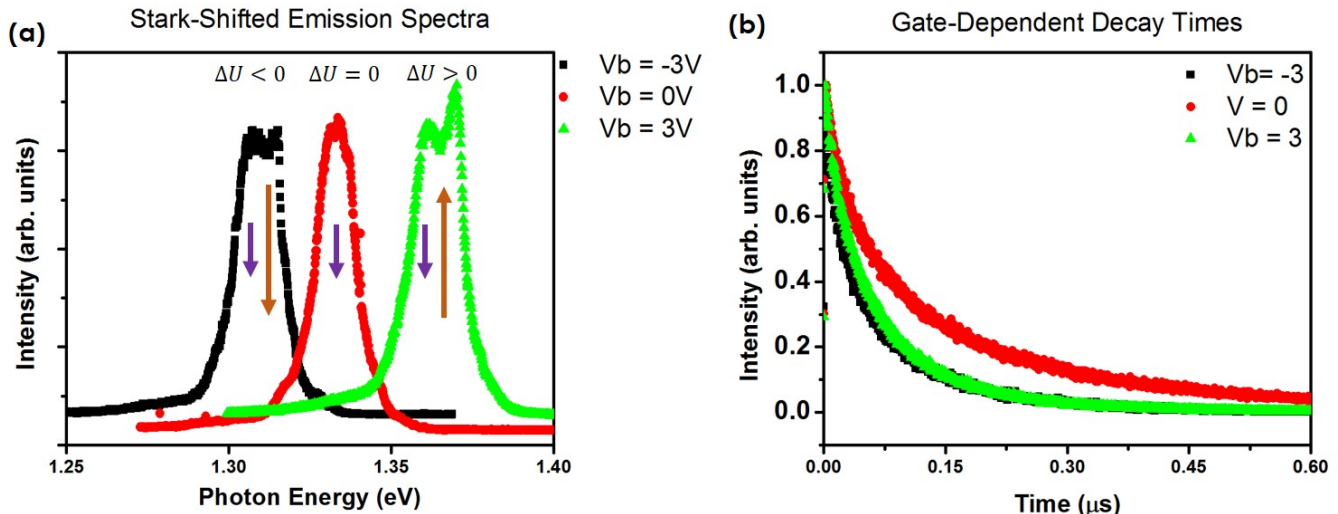 (a)
Stark-Shifted Emission Spectra
ΔU < 0
ΔU = 0
ΔU > 0
Vb = -3V
Vb = 0V
Vb = 3V
Intensity (arb. units)
1.25
1.30
1.35
1.40
Photon Energy (eV)
(b)
Gate-Dependent Decay Times
Vb= -3
V = 0
Vb = 3
Intensity (arb. units)
1.0
0.8
0.6
0.4
0.2
0.0
0.00
0.15
0.30
0.45
0.60
Time (μs)